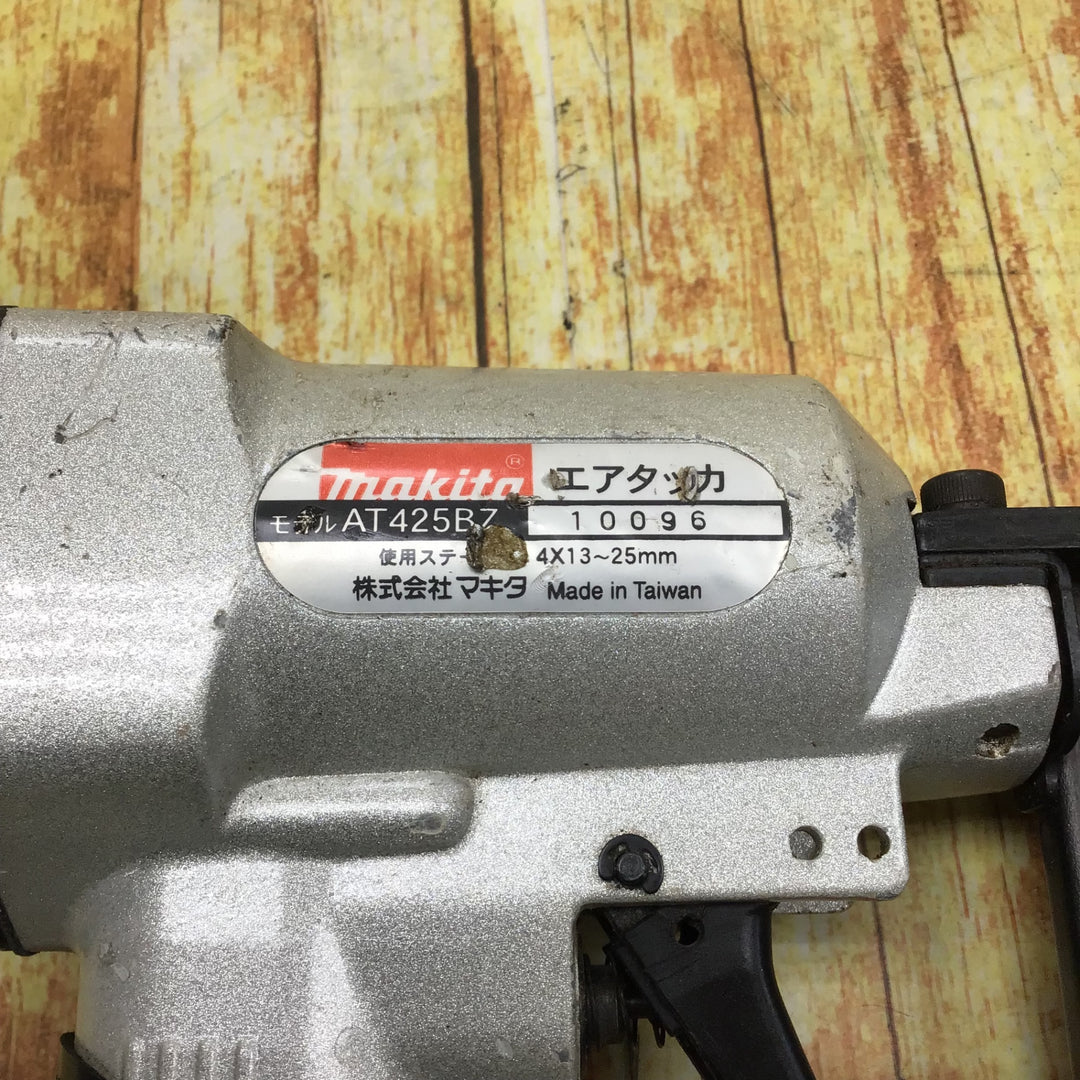 makita® エアタッカ
モデル AT425BZ 10096
使用ステ 4X13~25mm
株式会社 マキタ Made in Taiwan